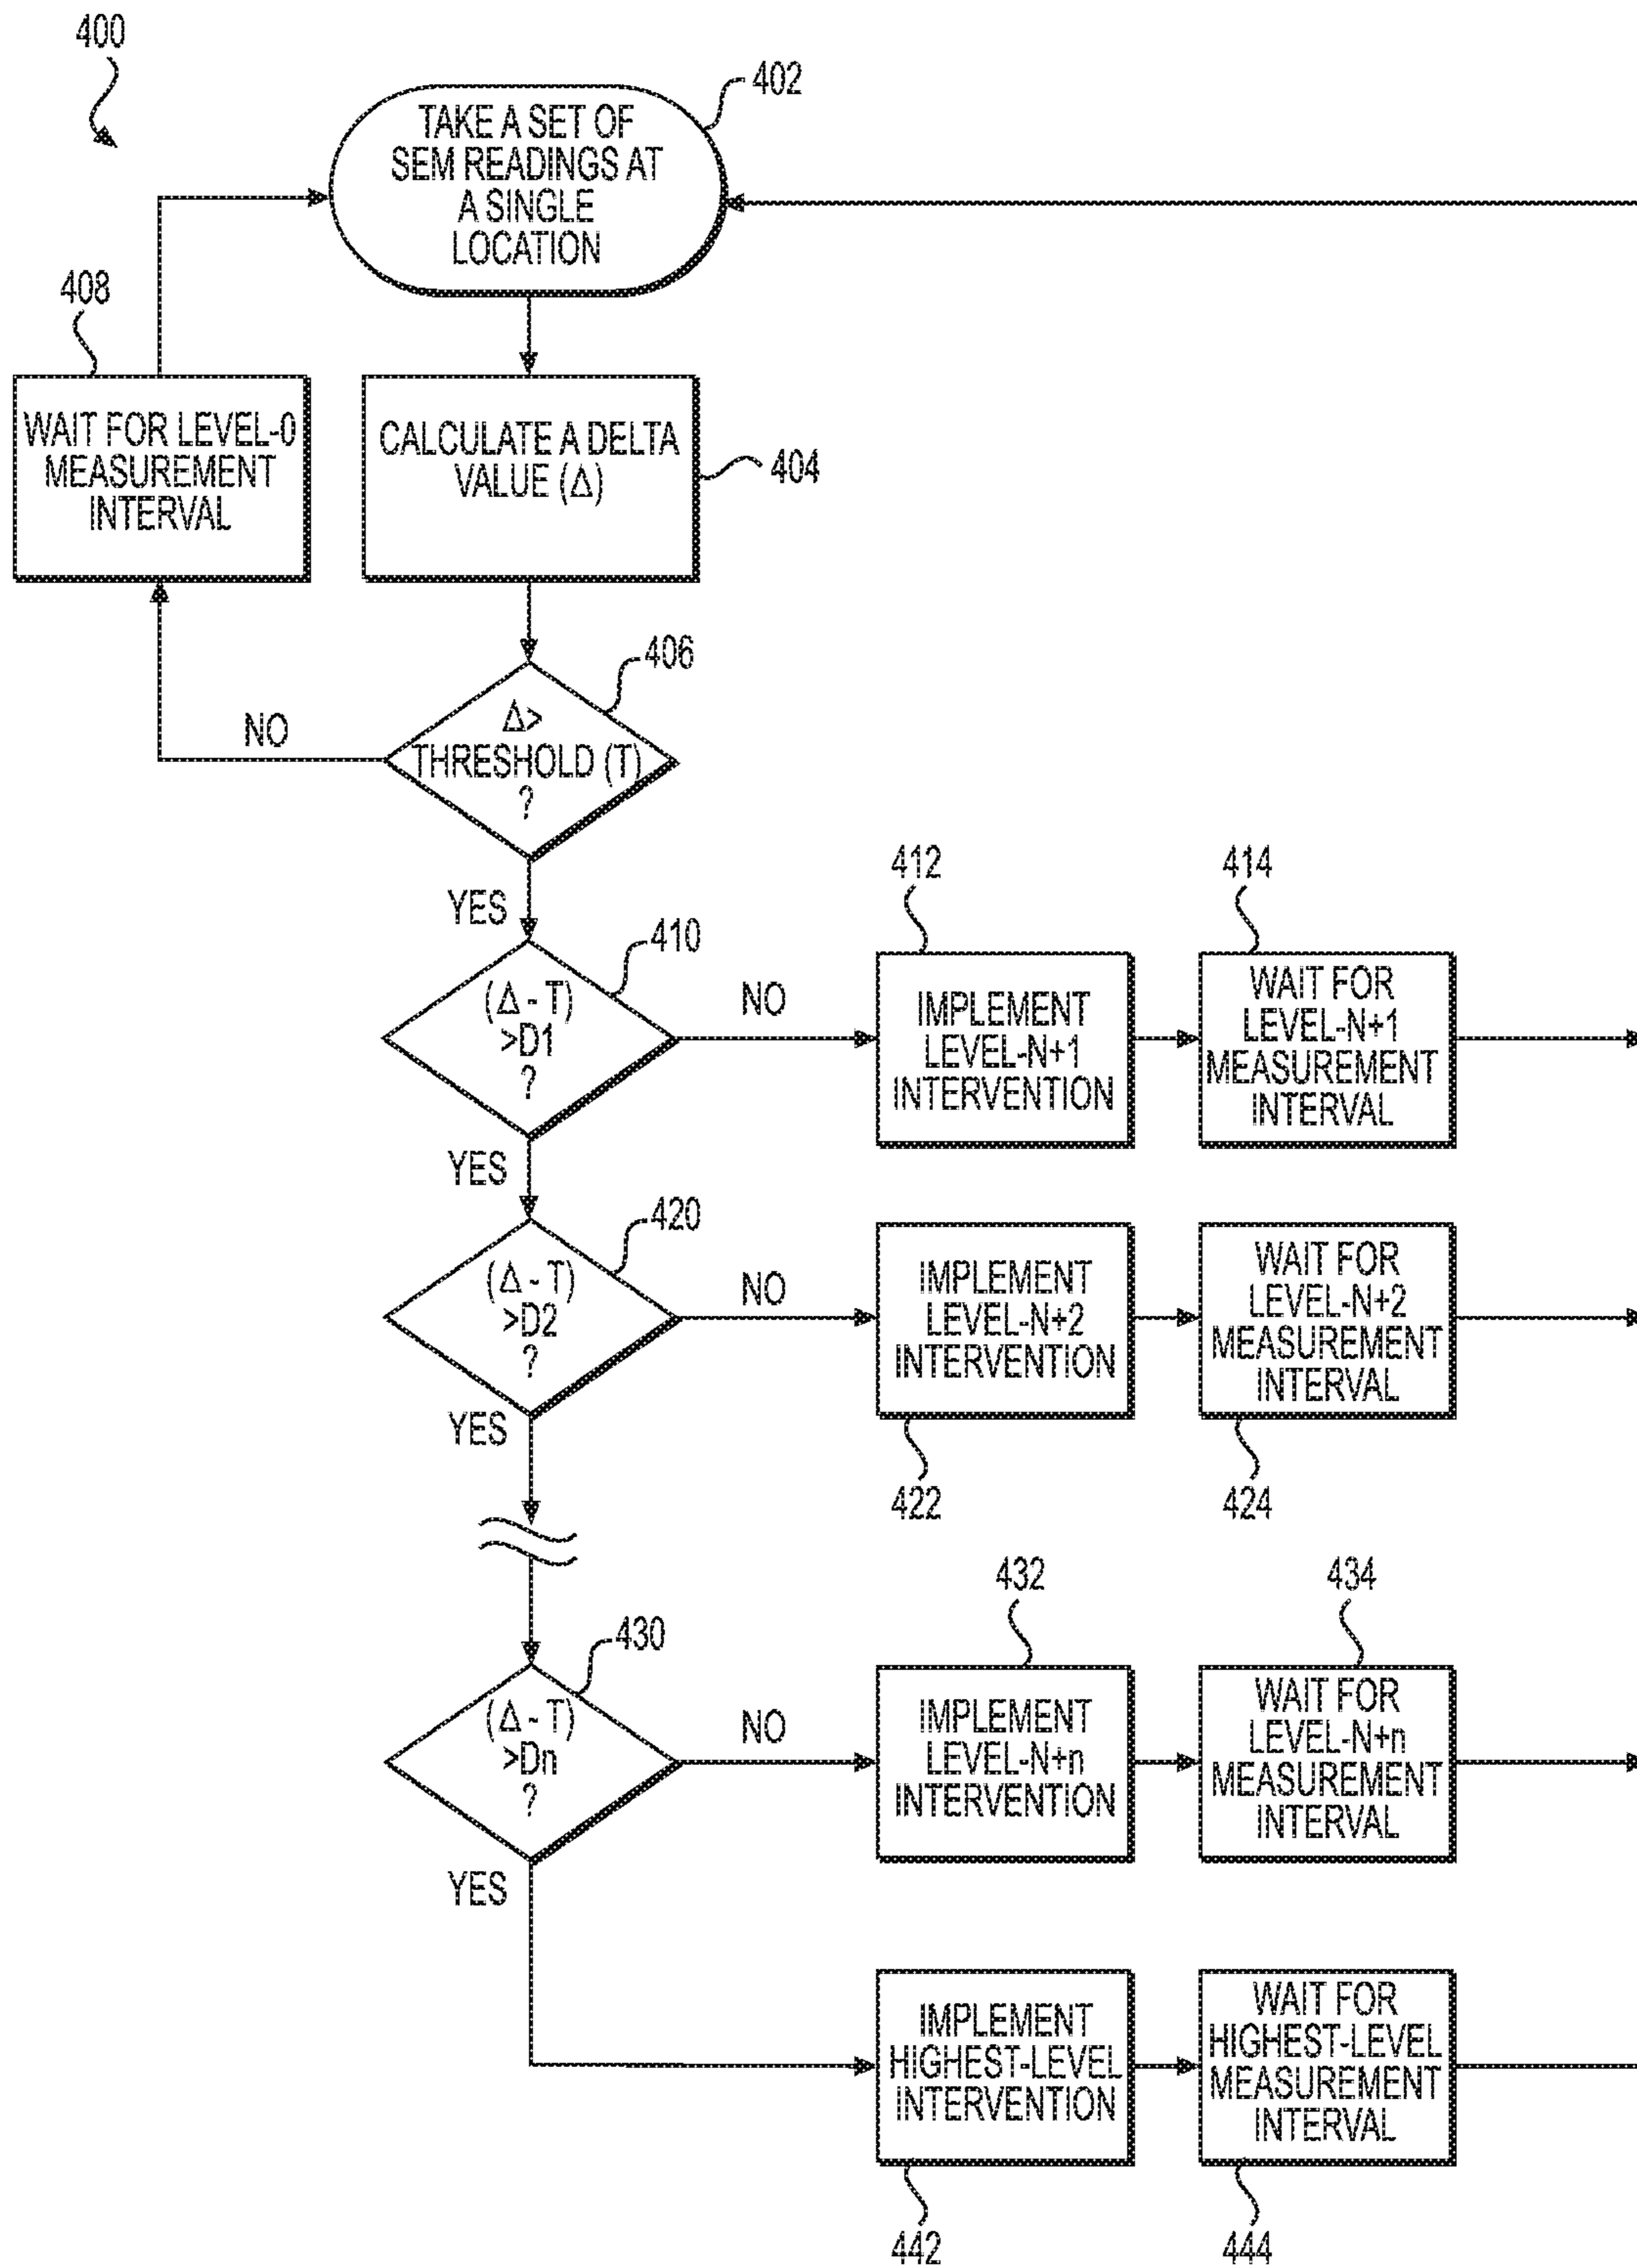 400
402
TAKE A SET OF
SEM READINGS AT
A SINGLE
LOCATION
408
WAIT FOR LEVEL-0
MEASUREMENT
INTERVAL
CALCULATE A DELTA
VALUE (Δ)
404
406
Δ>
THRESHOLD (T)
?
NO
YES
410
(Δ - T)
>D1
?
NO
412
IMPLEMENT
LEVEL-N+1
INTERVENTION
414
WAIT FOR
LEVEL-N+1
MEASUREMENT
INTERVAL
YES
420
(Δ - T)
>D2
?
NO
IMPLEMENT
LEVEL-N+2
INTERVENTION
422
WAIT FOR
LEVEL-N+2
MEASUREMENT
INTERVAL
424
YES
430
(Δ - T)
>Dn
?
NO
432
IMPLEMENT
LEVEL-N+n
INTERVENTION
434
WAIT FOR
LEVEL-N+n
MEASUREMENT
INTERVAL
YES
IMPLEMENT
HIGHEST-LEVEL
INTERVENTION
442
WAIT FOR
HIGHEST-LEVEL
MEASUREMENT
INTERVAL
444